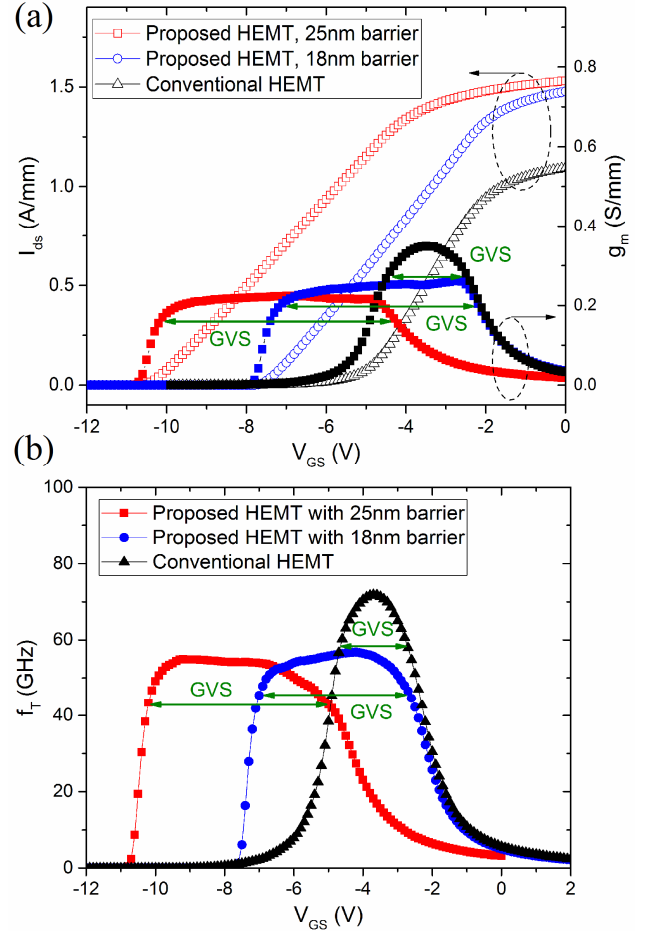 (a)
Proposed HEMT, 25nm barrier
Proposed HEMT, 18nm barrier
Conventional HEMT
1.5
1.0
0.5
0.0
I_ds (A/mm)
0.8
0.6
0.4
0.2
0.0
g_m (S/mm)
GVS
GVS
GVS
-12 -10 -8 -6 -4 -2 0
V_GS (V)
(b)
100
80
60
40
20
0
f_T (GHz)
Proposed HEMT with 25nm barrier
Proposed HEMT with 18nm barrier
Conventional HEMT
GVS
GVS
GVS
-12 -10 -8 -6 -4 -2 0 2
V_GS (V)